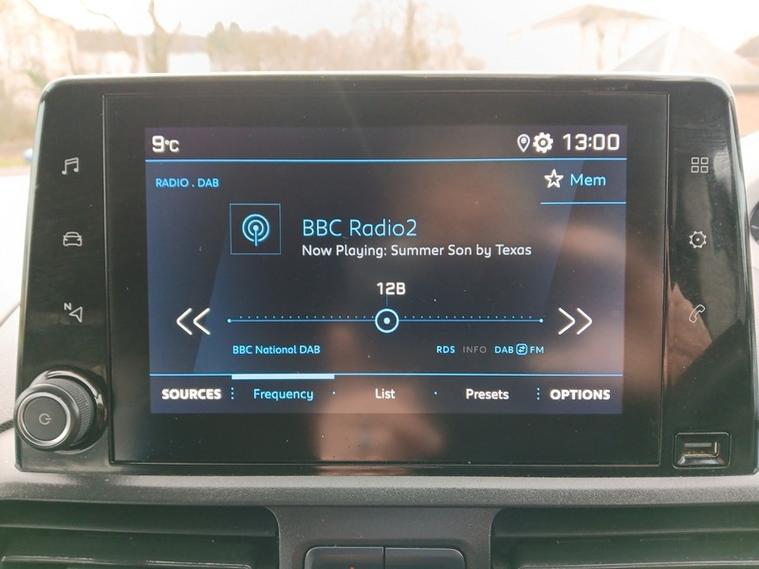 9°C 13:00
RADIO . DAB Mem
BBC Radio2
Now Playing: Summer Son by Texas
12B
BBC National DAB RDS INFO DAB FM
SOURCES Frequency List Presets OPTIONS
N